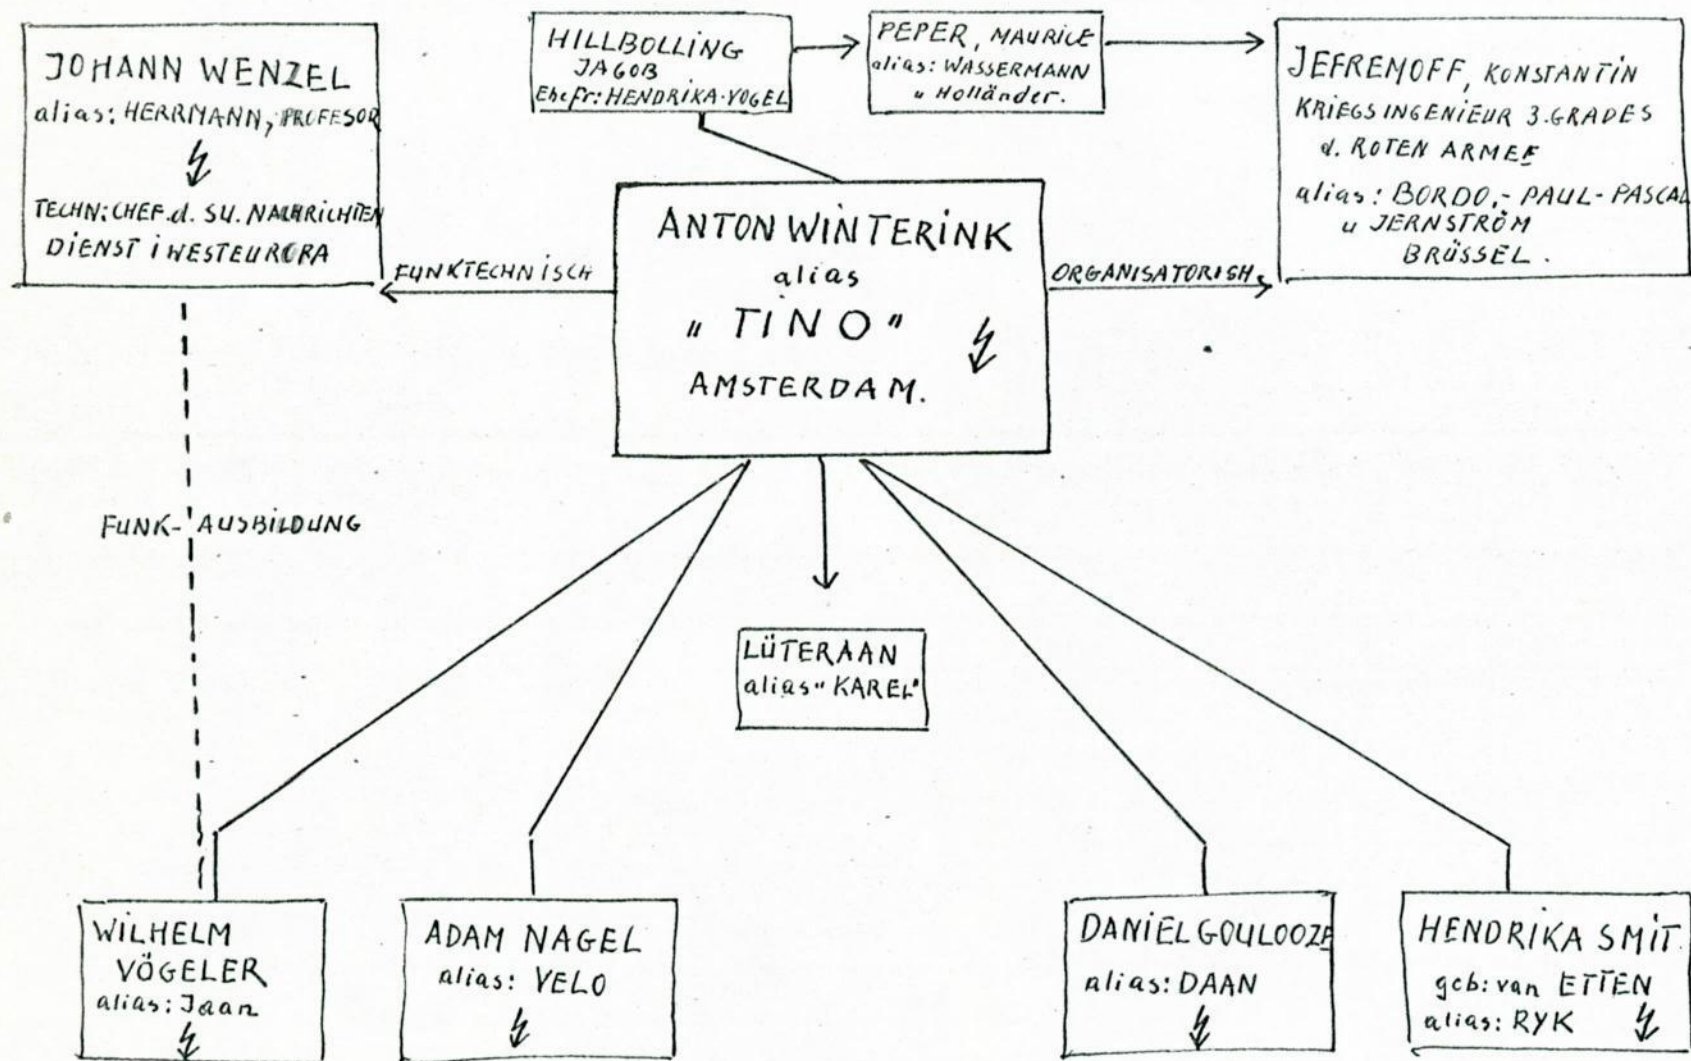 JOHANN WENZEL
alias: HERRMANN, PROFESOR
TECHN: CHEF. d. SU. NACHRICHTEN
DIENST i WESTEURORA
HILLBOLLING
JAGOB
Ehefr: HENDRIKA-VOGEL
PEPER, MAURICE
alias: WASSERMANN
u Holländer.
JEFREMOFF, KONSTANTIN
KRIEGSINGENIEUR 3. GRADES
d. ROTEN ARMEE
alias: BORDO,- PAUL-PASCAL
u JERNSTRÖM
BRÜSSEL.
FUNKTECHNISCH
ANTON WINTERINK
alias
"TINO"
AMSTERDAM.
ORGANISATORISH.
FUNK- AUSBILDUNG
LÜTERAAN
alias "KAREL"
WILHELM
VÖGELER
alias: Jaan
ADAM NAGEL
alias: VELO
DANIEL GOULOOZE
alias: DAAN
HENDRIKA SMIT.
geb: van ETTEN
alias: RYK